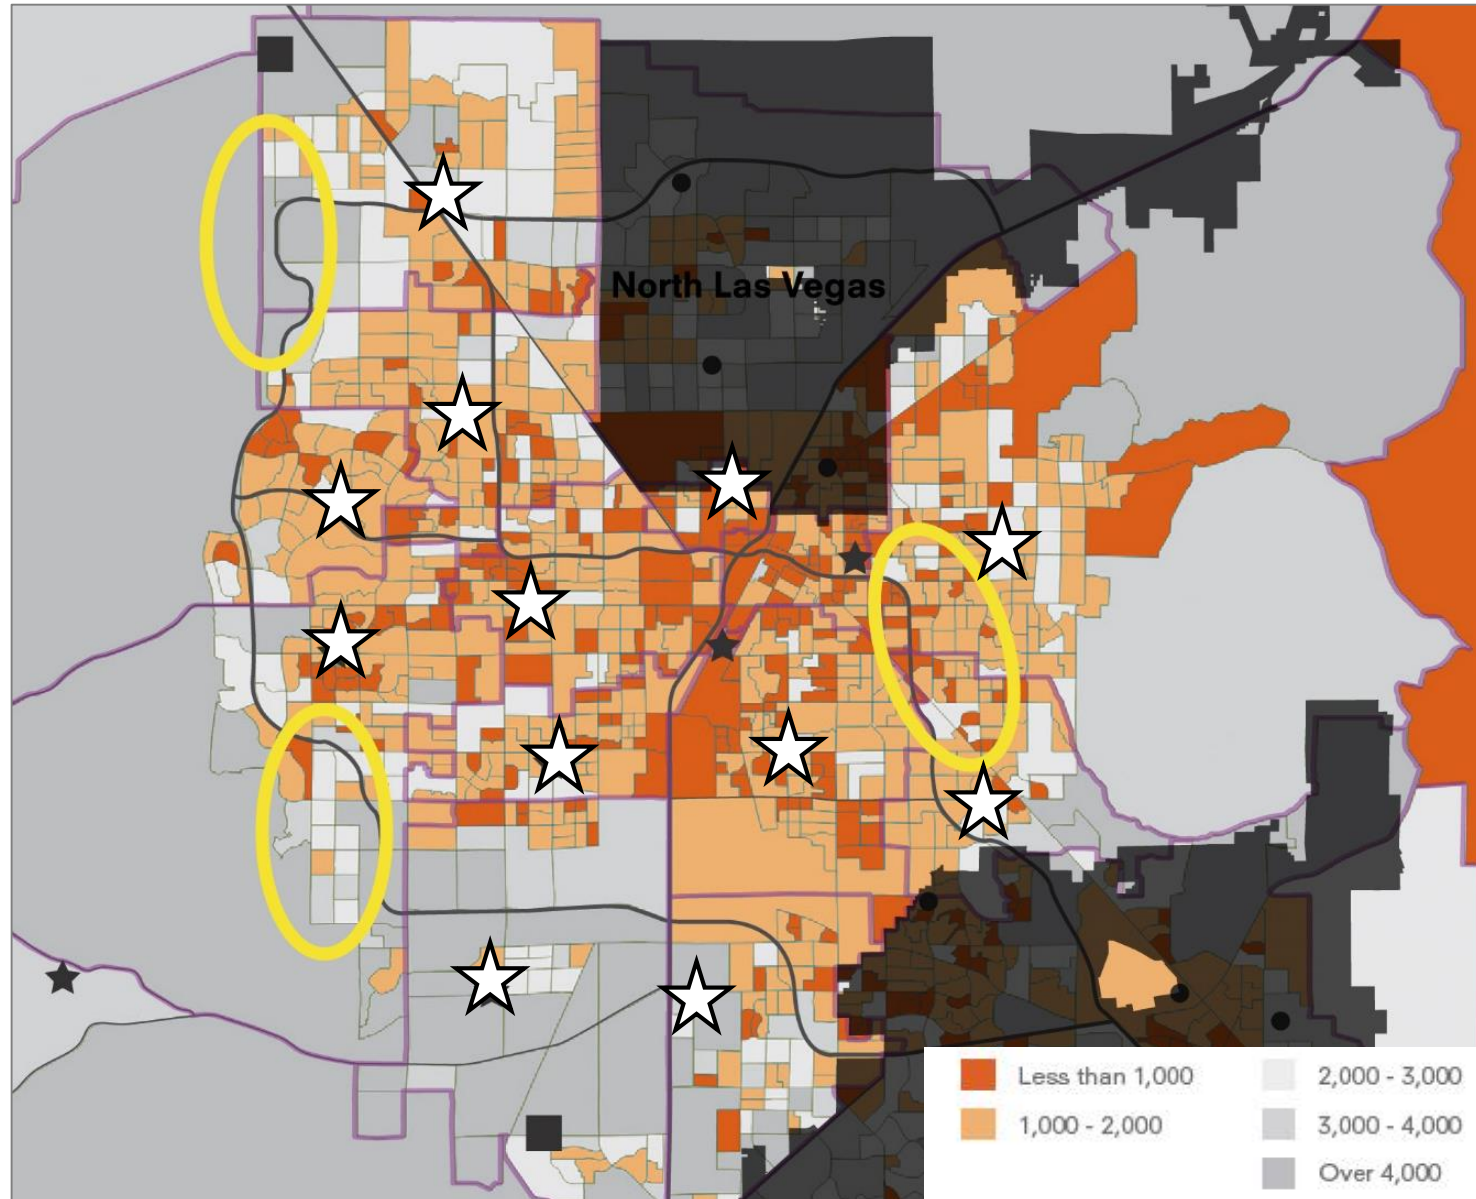 North Las Vegas
Less than 1,000
1,000 - 2,000
2,000 - 3,000
3,000 - 4,000
Over 4,000